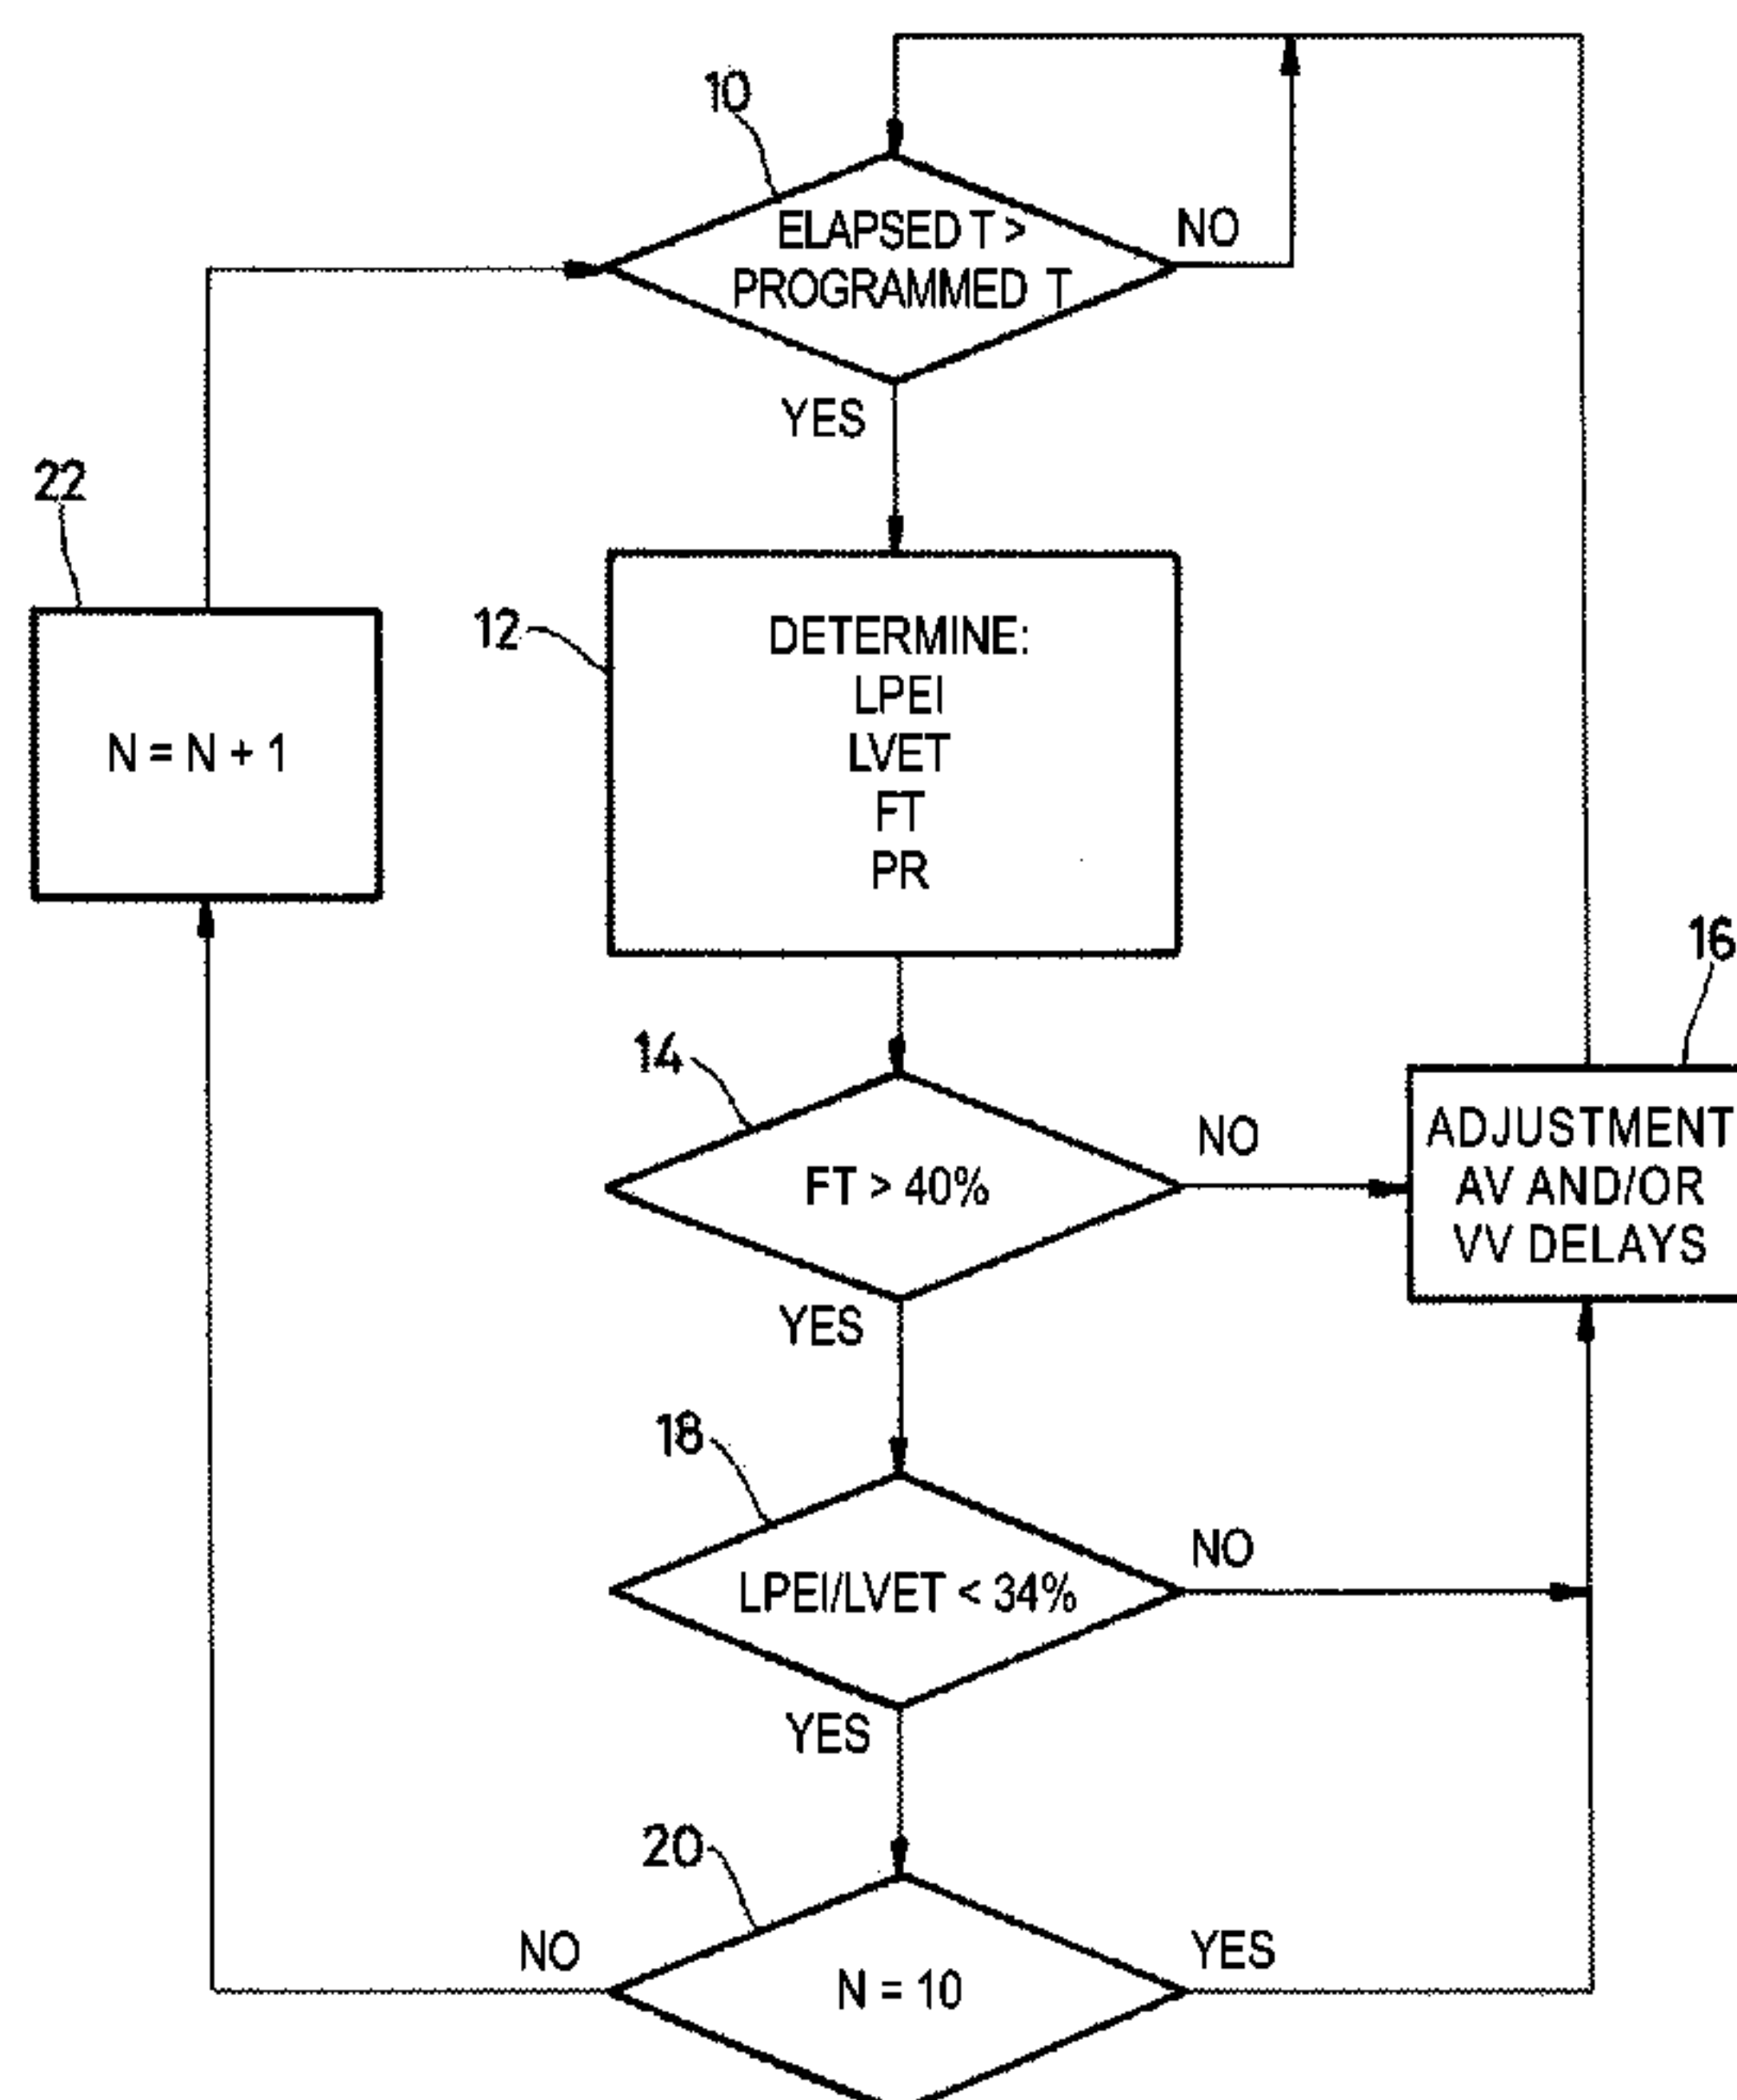 10
ELAPSED T >
PROGRAMMED T
NO
YES
22
N = N + 1
12
DETERMINE:
LPEI
LVET
FT
PR
16
ADJUSTMENT
AV AND/OR
VV DELAYS
14
FT > 40%
NO
YES
18
LPEI/LVET < 34%
NO
YES
20
N = 10
NO
YES